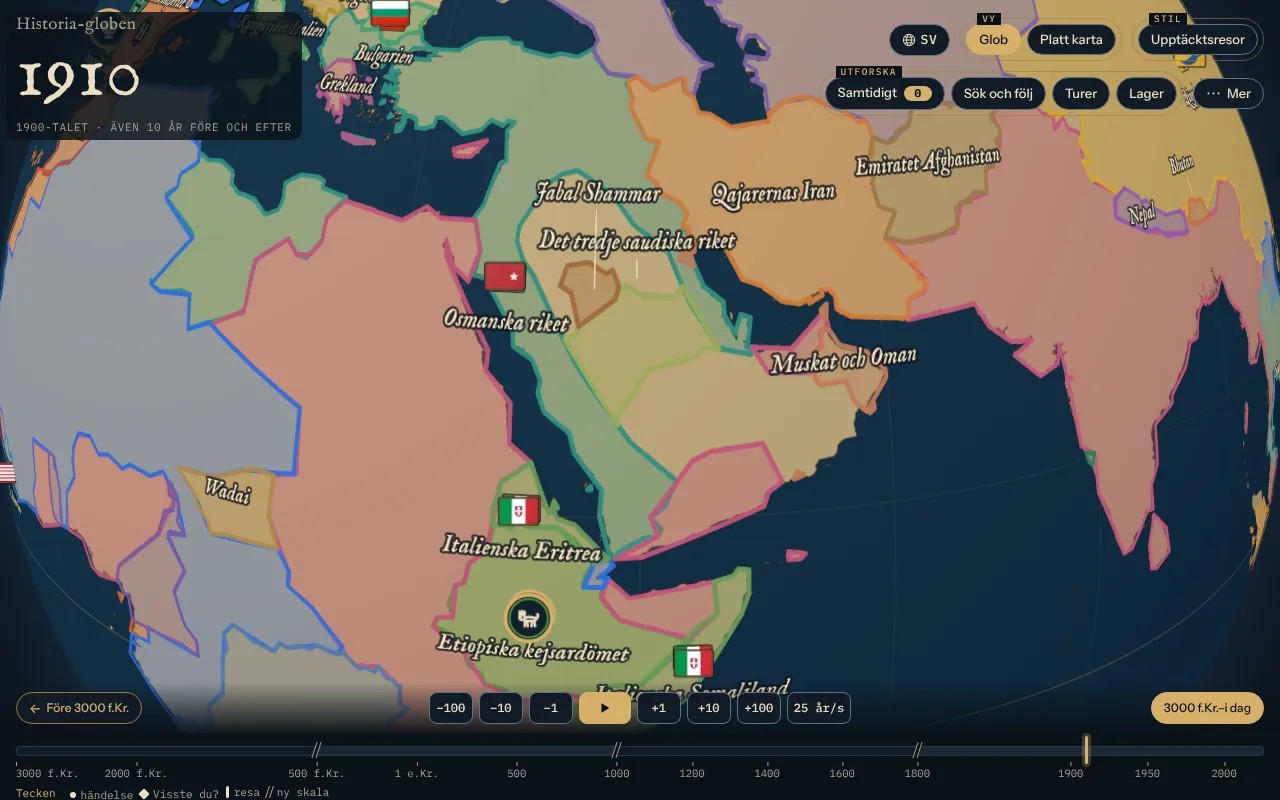 Historia-globen
1910
1900-TALET · ÄVEN 10 ÅR FÖRE OCH EFTER
SV
VY
Glob
Platt karta
STIL
Upptäcktsresor
UTFORSKA
Samtidigt 0
Sök och följ
Turer
Lager
··· Mer
Kungariket Italien
Bulgarien
Grekland
Emiratet Afghanistan
Bhutan
Jabal Shammar
Qajarernas Iran
Nepal
Det tredje saudiska riket
Osmanska riket
Muskat och Oman
Wadai
Italienska Eritrea
Etiopiska kejsardömet
Italienska Somaliland
← Före 3000 f.Kr.
−100
−10
−1
+1
+10
+100
25 år/s
3000 f.Kr.–i dag
3000 f.Kr.
2000 f.Kr.
500 f.Kr.
1 e.Kr.
500
1000
1200
1400
1600
1800
1900
1950
2000
Tecken
händelse
Visste du?
resa
// ny skala